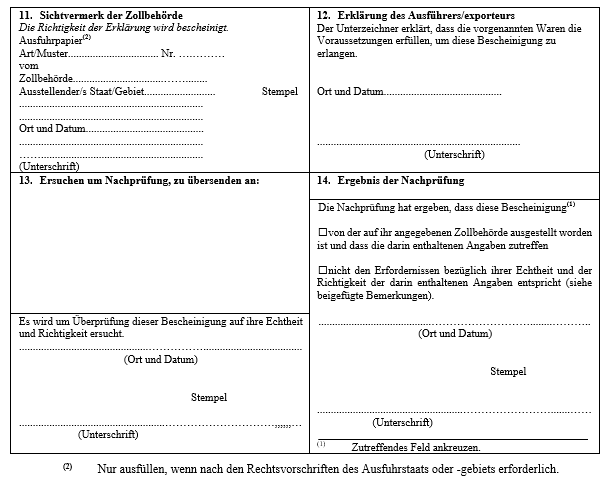 11. Sichtvermerk der Zollbehörde
Die Richtigkeit der Erklärung wird bescheinigt.
Ausfuhrpapier(2)
Art/Muster................................. Nr. ….………
vom
Zollbehörde.................................…….......
Ausstellender/s Staat/Gebiet.......................... Stempel
...................................................................
...................................................................
Ort und Datum...........................................
...................................................................
...................................................................
(Unterschrift)
12. Erklärung des Ausführers/exporteurs
Der Unterzeichner erklärt, dass die vorgenannten Waren die
Voraussetzungen erfüllen, um diese Bescheinigung zu
erlangen.
Ort und Datum...........................................
..........................................................................
(Unterschrift)
13. Ersuchen um Nachprüfung, zu übersenden an:
Es wird um Überprüfung dieser Bescheinigung auf ihre Echtheit
und Richtigkeit ersucht.
.......................................................................................................
(Ort und Datum)
Stempel
.......................................................................................................
(Unterschrift)
14. Ergebnis der Nachprüfung
Die Nachprüfung hat ergeben, dass diese Bescheinigung(1)
☐von der auf ihr angegebenen Zollbehörde ausgestellt worden
ist und dass die darin enthaltenen Angaben zutreffen
☐nicht den Erfordernissen bezüglich ihrer Echtheit und der
Richtigkeit der darin enthaltenen Angaben entspricht (siehe
beigefügte Bemerkungen).
....................................................................................................
(Ort und Datum)
Stempel
....................................................................................................
(Unterschrift)
(1) Zutreffendes Feld ankreuzen.
(2) Nur ausfüllen, wenn nach den Rechtsvorschriften des Ausfuhrstaats oder -gebiets erforderlich.